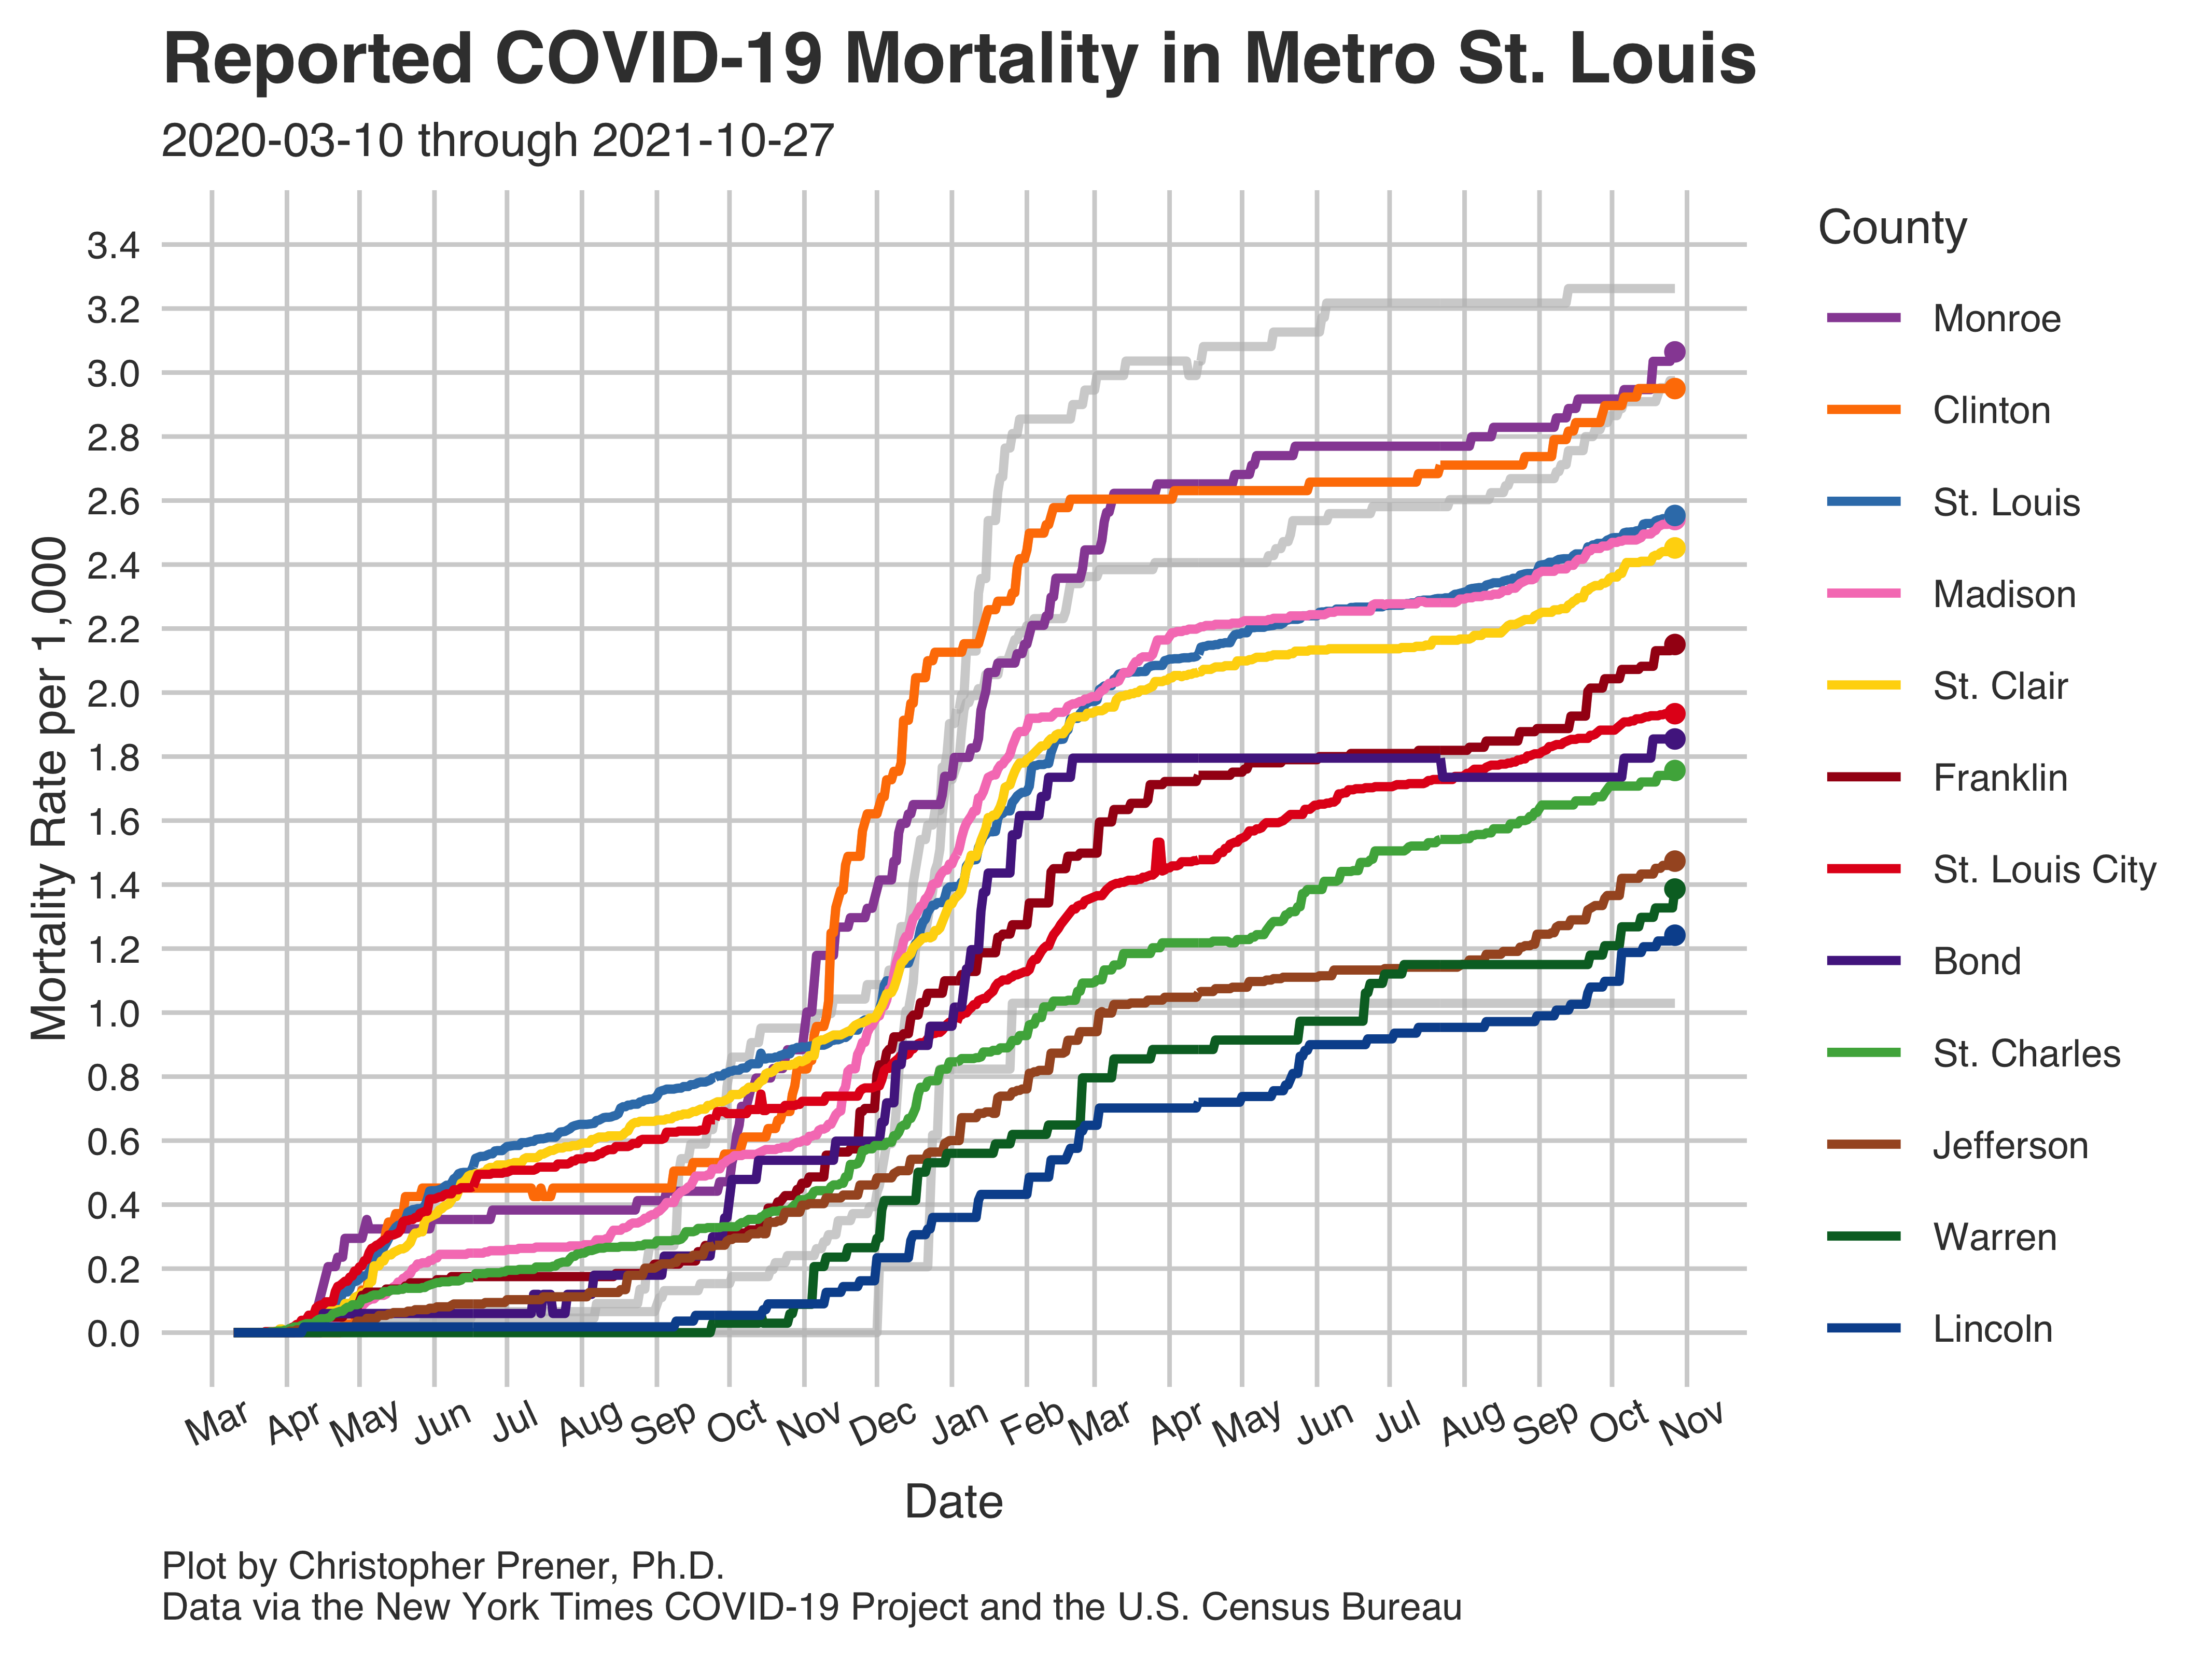 Reported COVID-19 Mortality in Metro St. Louis
2020-03-10 through 2021-10-27
Mortality Rate per 1,000
3.4
3.2
3.0
2.8
2.6
2.4
2.2
2.0
1.8
1.6
1.4
1.2
1.0
0.8
0.6
0.4
0.2
0.0
Mar Apr May Jun Jul Aug Sep Oct Nov Dec Jan Feb Mar Apr May Jun Jul Aug Sep Oct Nov
Date
County
Monroe
Clinton
St. Louis
Madison
St. Clair
Franklin
St. Louis City
Bond
St. Charles
Jefferson
Warren
Lincoln
Plot by Christopher Prener, Ph.D.
Data via the New York Times COVID-19 Project and the U.S. Census Bureau